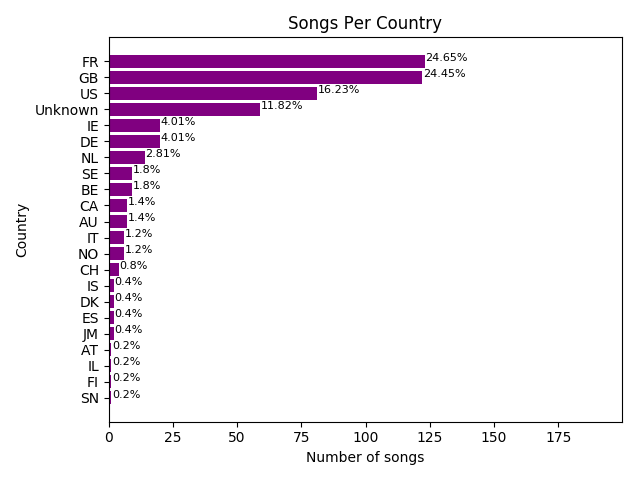 Songs Per Country
FR 24.65%
GB 24.45%
US 16.23%
Unknown 11.82%
IE 4.01%
DE 4.01%
NL 2.81%
SE 1.8%
BE 1.8%
CA 1.4%
AU 1.4%
IT 1.2%
NO 1.2%
CH 0.8%
IS 0.4%
DK 0.4%
ES 0.4%
JM 0.4%
AT 0.2%
IL 0.2%
FI 0.2%
SN 0.2%
Country
0 25 50 75 100 125 150 175
Number of songs